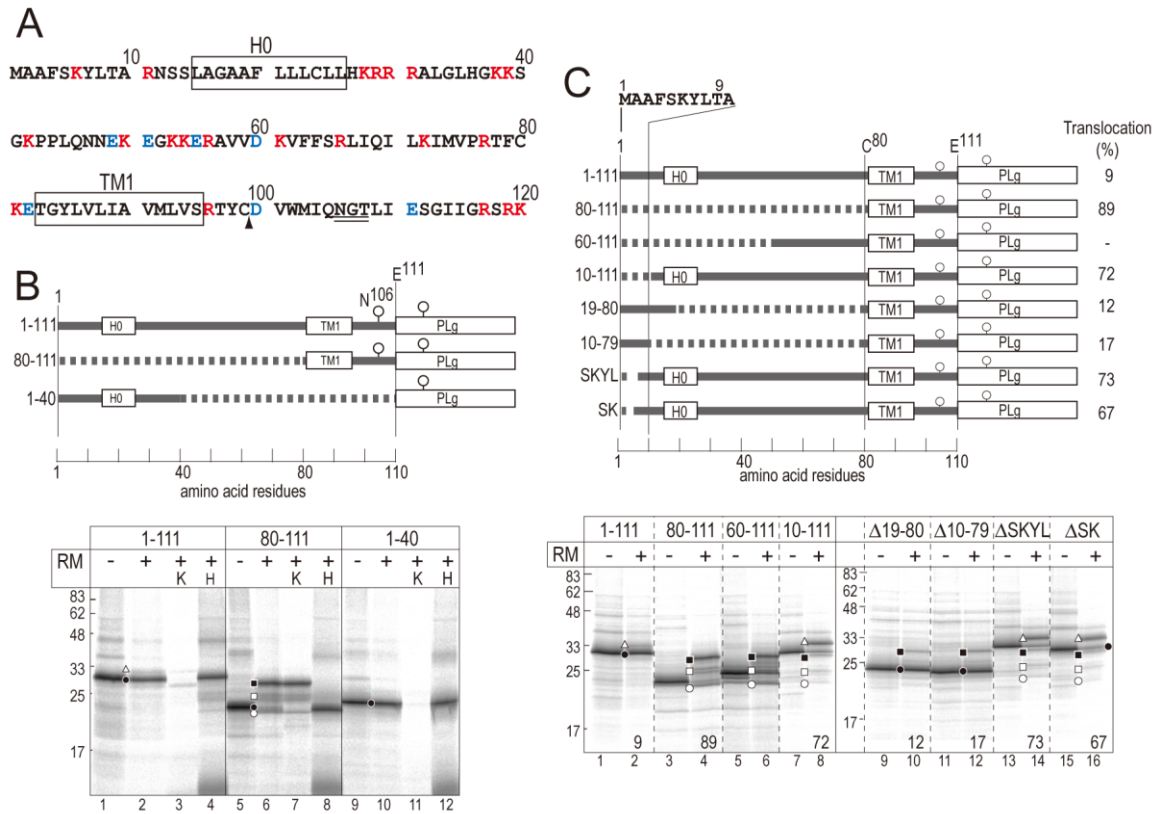 A
10 H0 40
MAAFSKYLTA RNSSLAGAAF LLLCLLHKRR RALGLHGKKS
60 80
GKPPLQNNEK EGKKERAVVD KVFFSRLIQI LKIMVPRTFC
TM1 100 120
KETGYLVLIA VMLVSRTYCD VWMIQNGTLI ESGIIGRSRK
B
1 N106 E111
1-111 H0 TM1 PLg
80-111 TM1 PLg
1-40 H0 PLg
1 40 80 110
amino acid residues
1-111 80-111 1-40
RM - + + + - + + + - + + +
K H K H K H
83
62
48
33
25
17
1 2 3 4 5 6 7 8 9 10 11 12
C
1 9
MAAFSKYLTA
1 C80 E111 Translocation
(%)
1-111 H0 TM1 PLg 9
80-111 TM1 PLg 89
60-111 TM1 PLg -
10-111 H0 TM1 PLg 72
19-80 TM1 PLg 12
10-79 TM1 PLg 17
SKYL H0 TM1 PLg 73
SK H0 TM1 PLg 67
1 40 80 110
amino acid residues
1-111 80-111 60-111 10-111 Δ19-80 Δ10-79 ΔSKYL ΔSK
RM - + - + - + - + - + - + - + - +
83 83
62 62
48 48
33 33
25 25
17 17
9 89 72 12 17 73 67
1 2 3 4 5 6 7 8 9 10 11 12 13 14 15 16